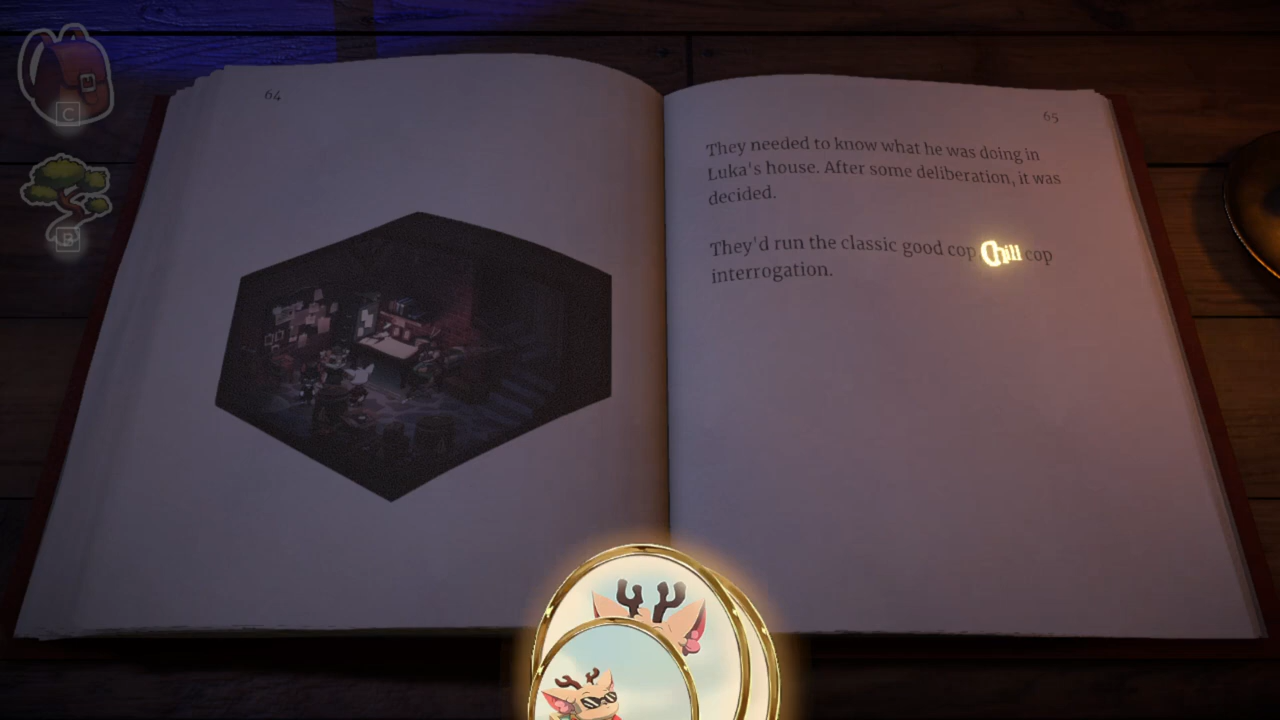 64
65
They needed to know what he was doing in
Luka's house. After some deliberation, it was
decided.
They'd run the classic good cop Chill cop
interrogation.
C
B